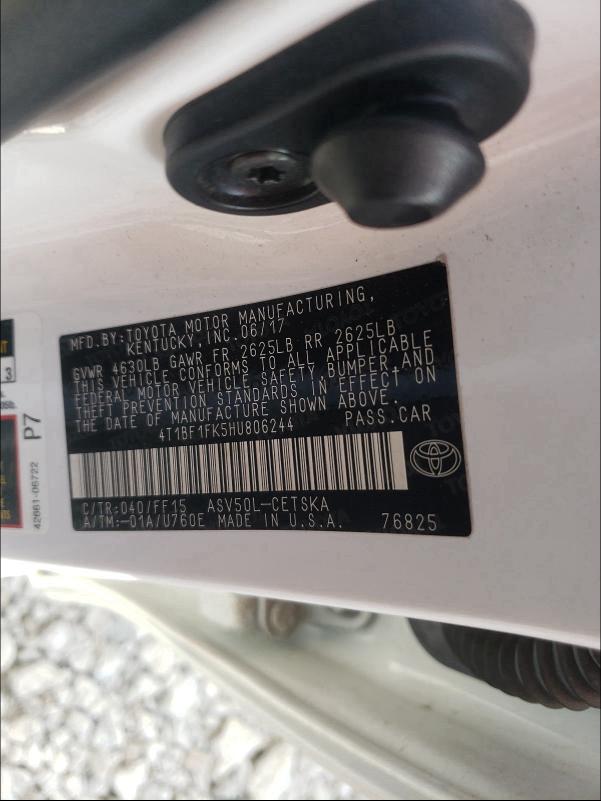 MFD.BY:TOYOTA MOTOR MANUFACTURING,
KENTUCKY,INC.06/17
GVWR 4630LB GAWR FR 2625LB RR 2625LB
THIS VEHICLE CONFORMS TO ALL APPLICABLE
FEDERAL MOTOR VEHICLE SAFETY,BUMPER,AND
THEFT PREVENTION STANDARDS IN EFFECT ON
THE DATE OF MANUFACTURE SHOWN ABOVE.
4T1BF1FK5HU806244 PASS.CAR
C/TR:040/FF15 ASV50L-CETSKA
A/TM:-01A/U760E MADE IN U.S.A. 76825
P7
42661-06722